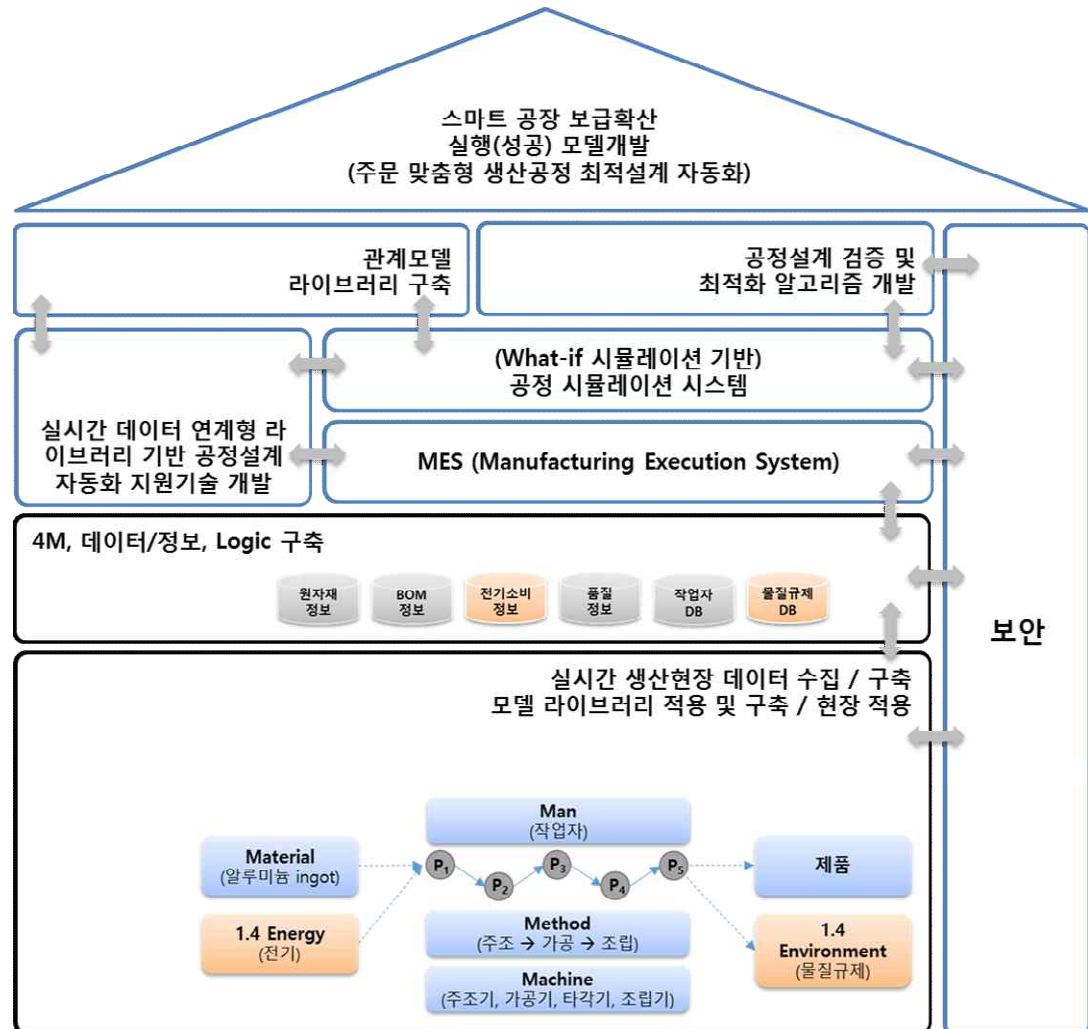 스마트 공장 보급확산
실행(성공) 모델개발
(주문 맞춤형 생산공정 최적설계 자동화)
관계모델
라이브러리 구축
공정설계 검증 및
최적화 알고리즘 개발
(What-if 시뮬레이션 기반)
공정 시뮬레이션 시스템
실시간 데이터 연계형 라
이브러리 기반 공정설계
자동화 지원기술 개발
MES (Manufacturing Execution System)
보안
4M, 데이터/정보, Logic 구축
원자재
정보
BOM
정보
전기소비
정보
품질
정보
작업자
DB
물질규제
DB
실시간 생산현장 데이터 수집 / 구축
모델 라이브러리 적용 및 구축 / 현장 적용
Man
(작업자)
Material
(알루미늄 ingot)
P1
P2
P3
P4
P5
제품
1.4 Energy
(전기)
Method
(주조 → 가공 → 조립)
1.4
Environment
(물질규제)
Machine
(주조기, 가공기, 타각기, 조립기)